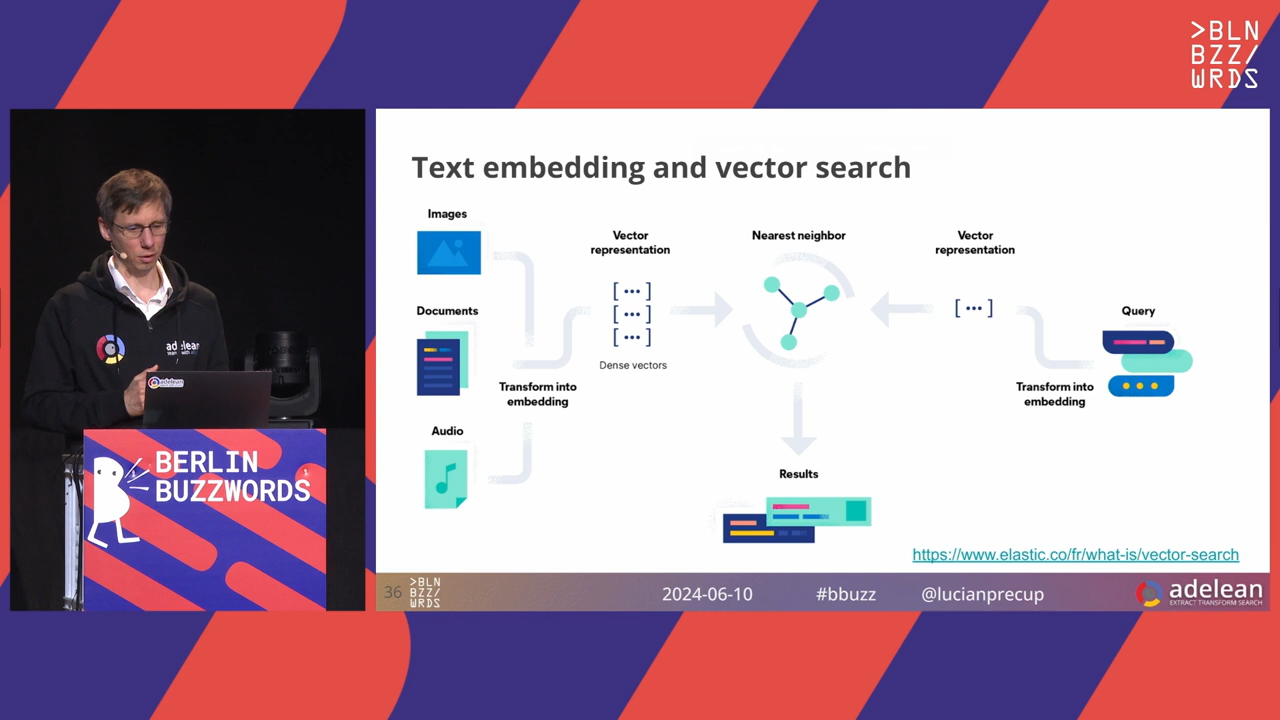 >BLN
BZZ/
WRDS
Text embedding and vector search
Images
Vector
representation
Nearest neighbor
Vector
representation
Documents
Query
Dense vectors
Transform into
embedding
Transform into
embedding
Audio
Results
https://www.elastic.co/fr/what-is/vector-search
36
>BLN
BZZ/
WRDS
2024-06-10
#bbuzz
@lucianprecup
adelean
EXTRACT TRANSFORM SEARCH
adelean
adelean
BERLIN
BUZZWORDS